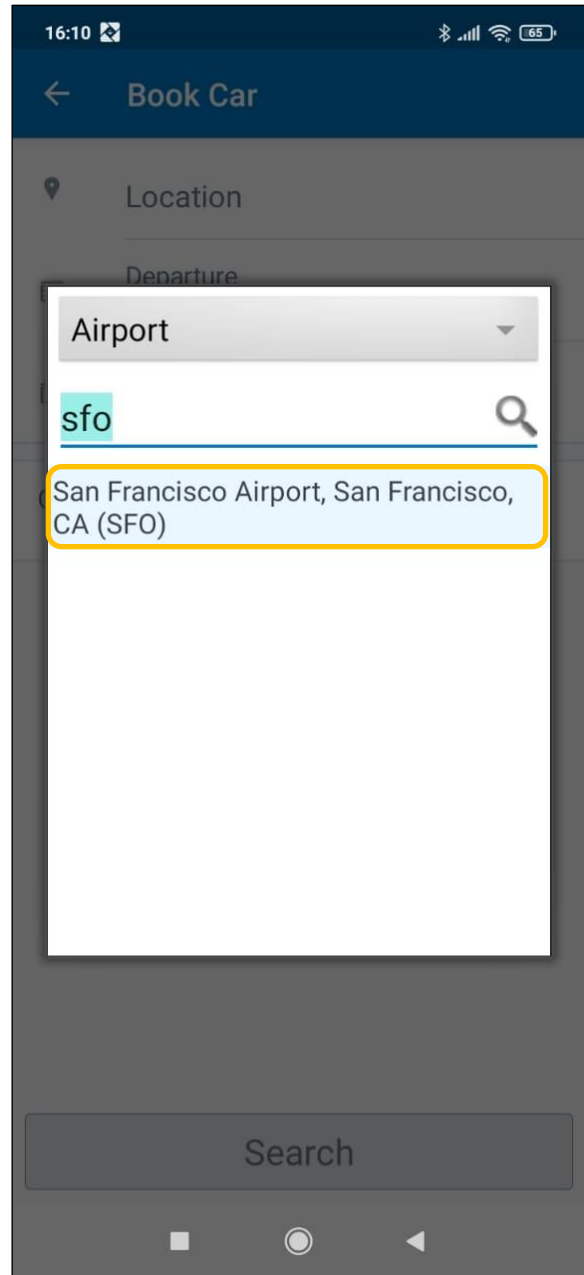 16:10
65
Book Car
Location
Departure
Airport
sfo
San Francisco Airport, San Francisco,
CA (SFO)
Search